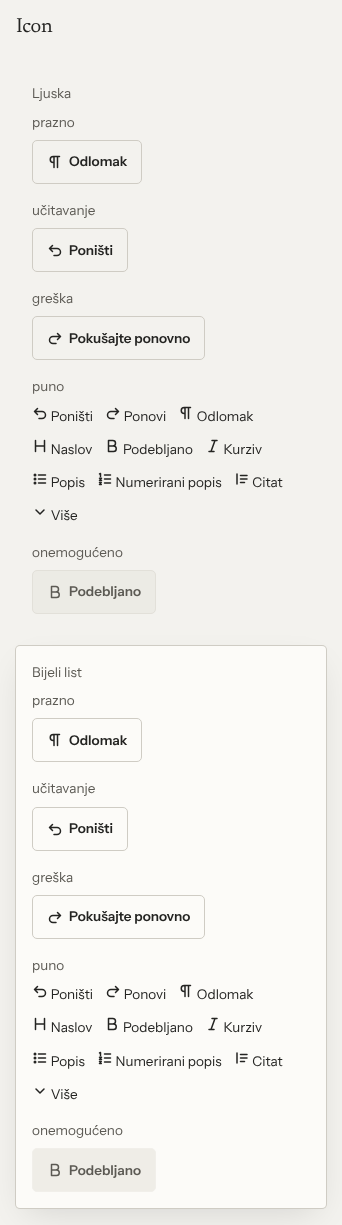 Icon
Ljuska
prazno
Odlomak
učitavanje
Poništi
greška
Pokušajte ponovno
puno
Poništi Ponovi Odlomak
Naslov Podebljano Kurziv
Popis Numerirani popis Citat
Više
onemogućeno
Podebljano
Bijeli list
prazno
Odlomak
učitavanje
Poništi
greška
Pokušajte ponovno
puno
Poništi Ponovi Odlomak
Naslov Podebljano Kurziv
Popis Numerirani popis Citat
Više
onemogućeno
Podebljano